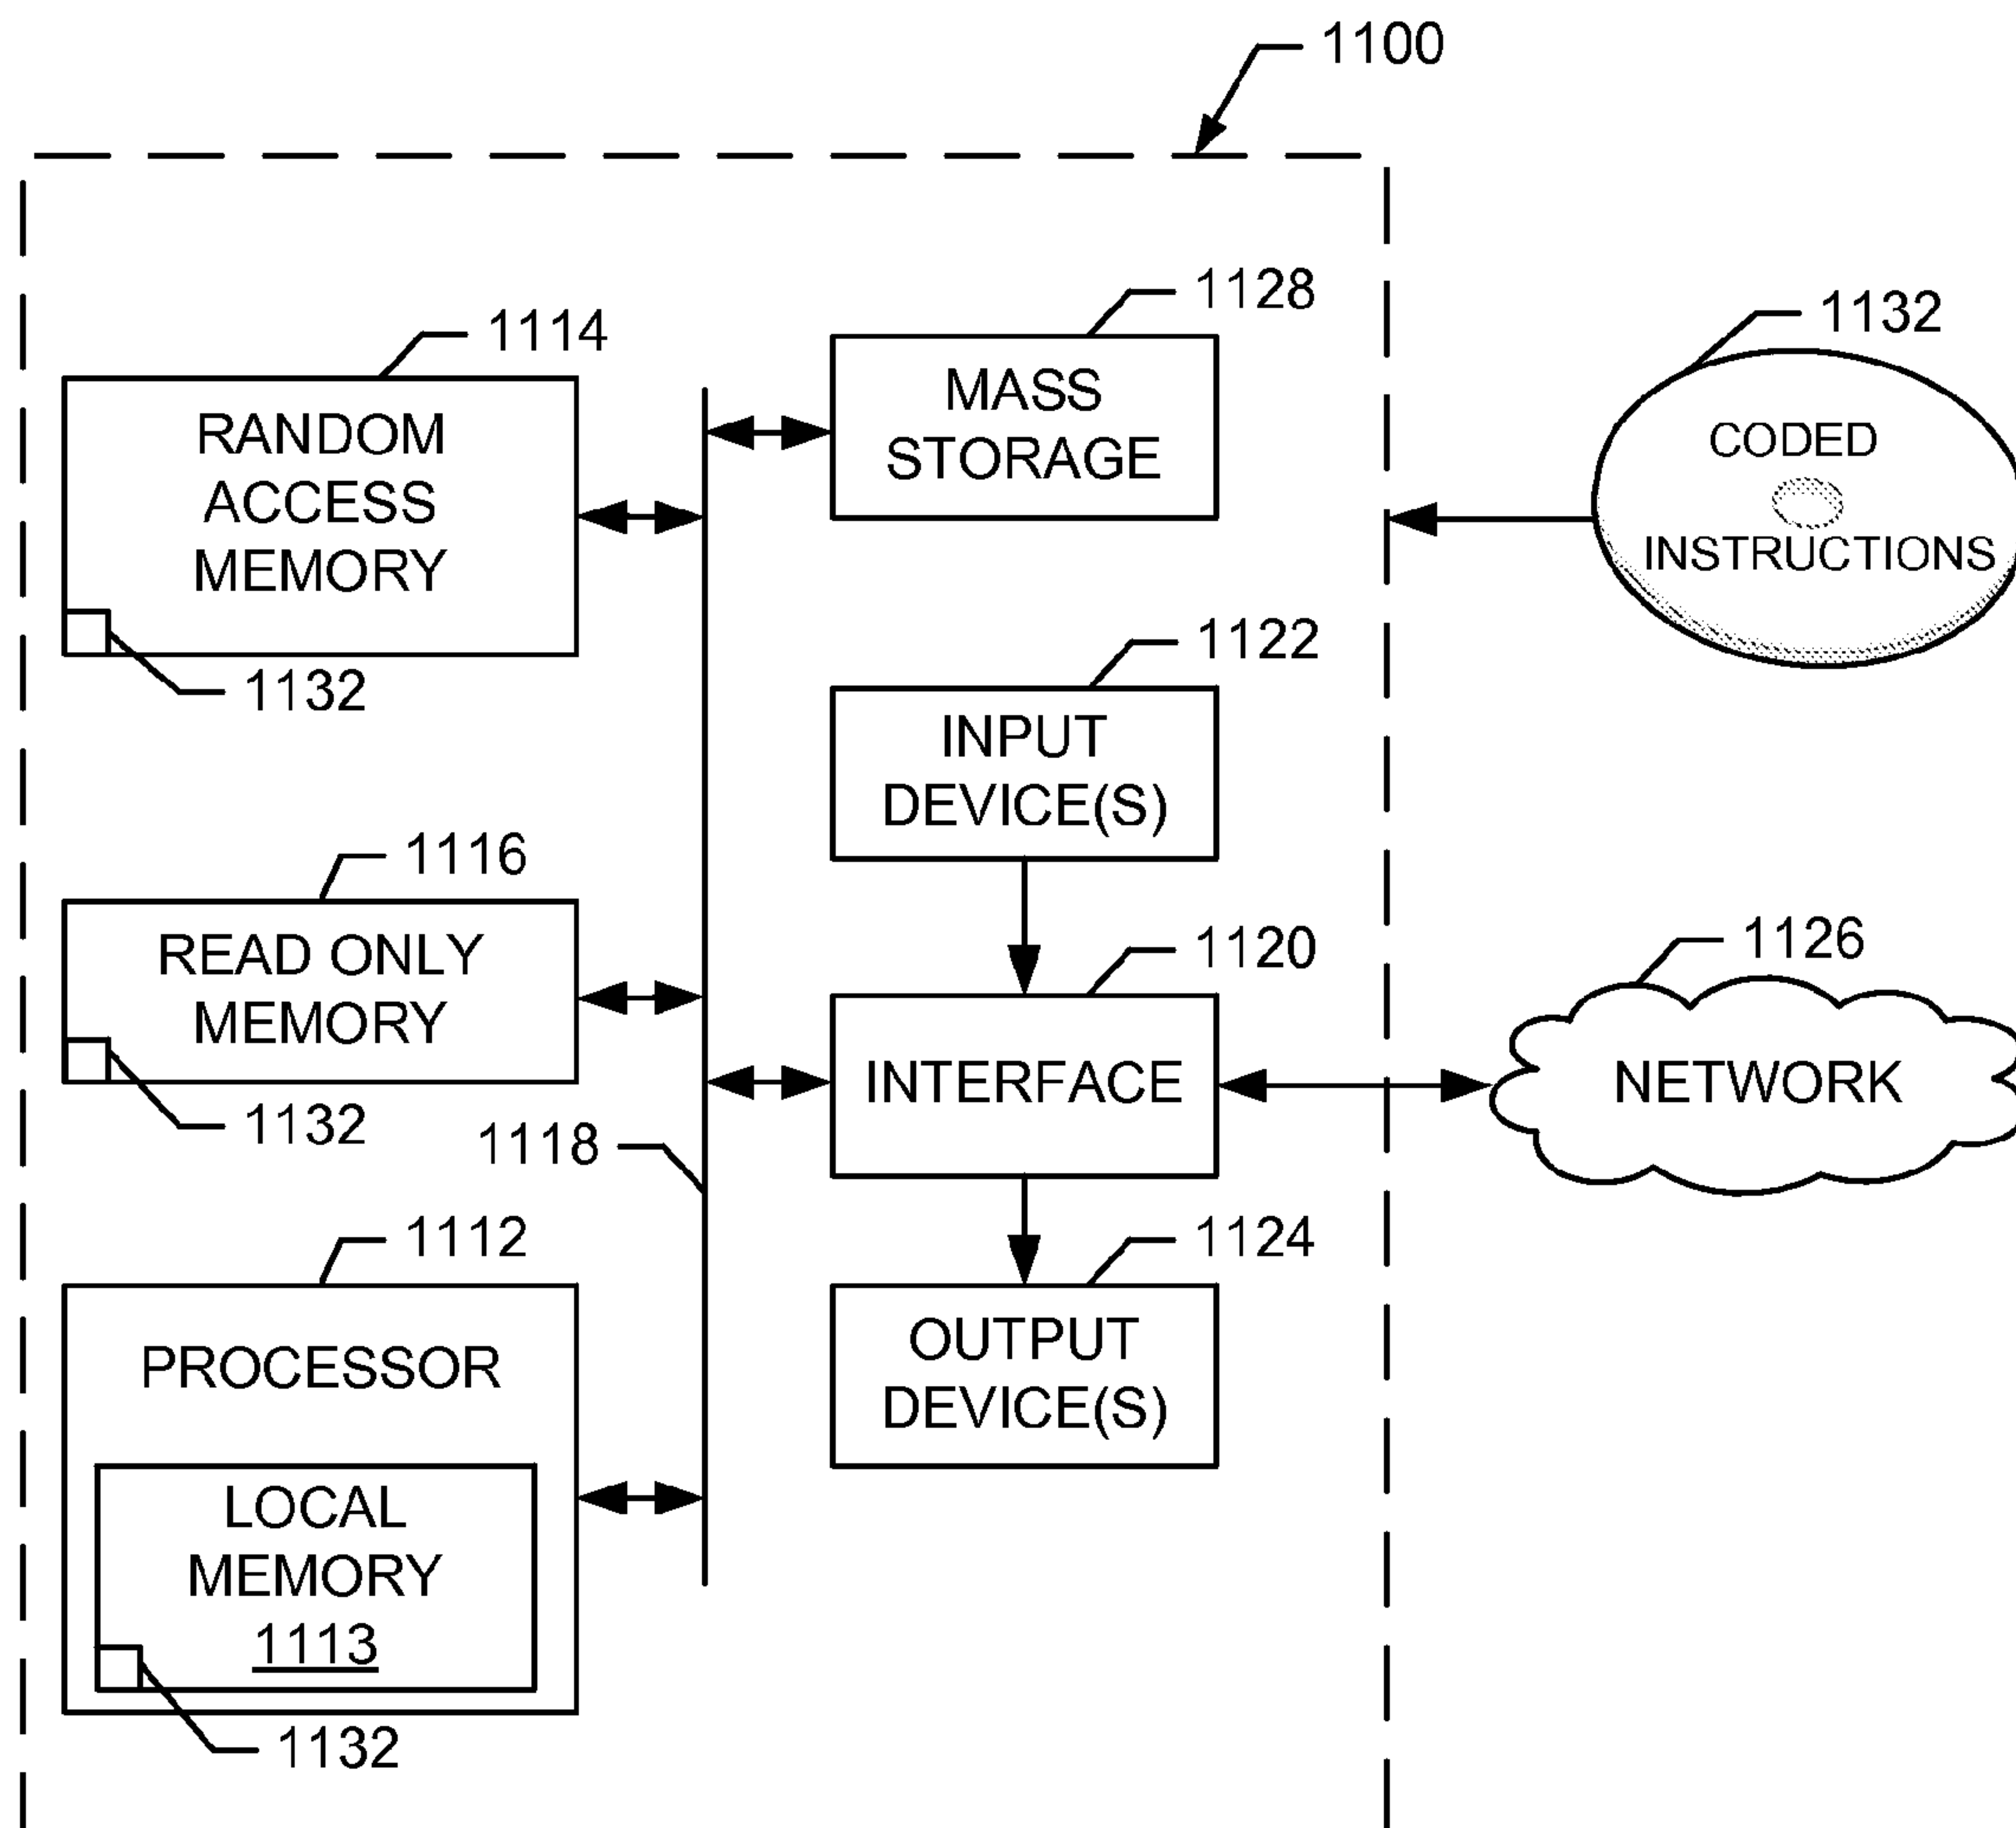 1100
1128
1114
1132
MASS
STORAGE
RANDOM
ACCESS
MEMORY
CODED
INSTRUCTIONS
1132
1122
INPUT
DEVICE(S)
1116
READ ONLY
MEMORY
1132
1120
1126
INTERFACE
NETWORK
1118
1112
1124
PROCESSOR
OUTPUT
DEVICE(S)
LOCAL
MEMORY
1113
1132